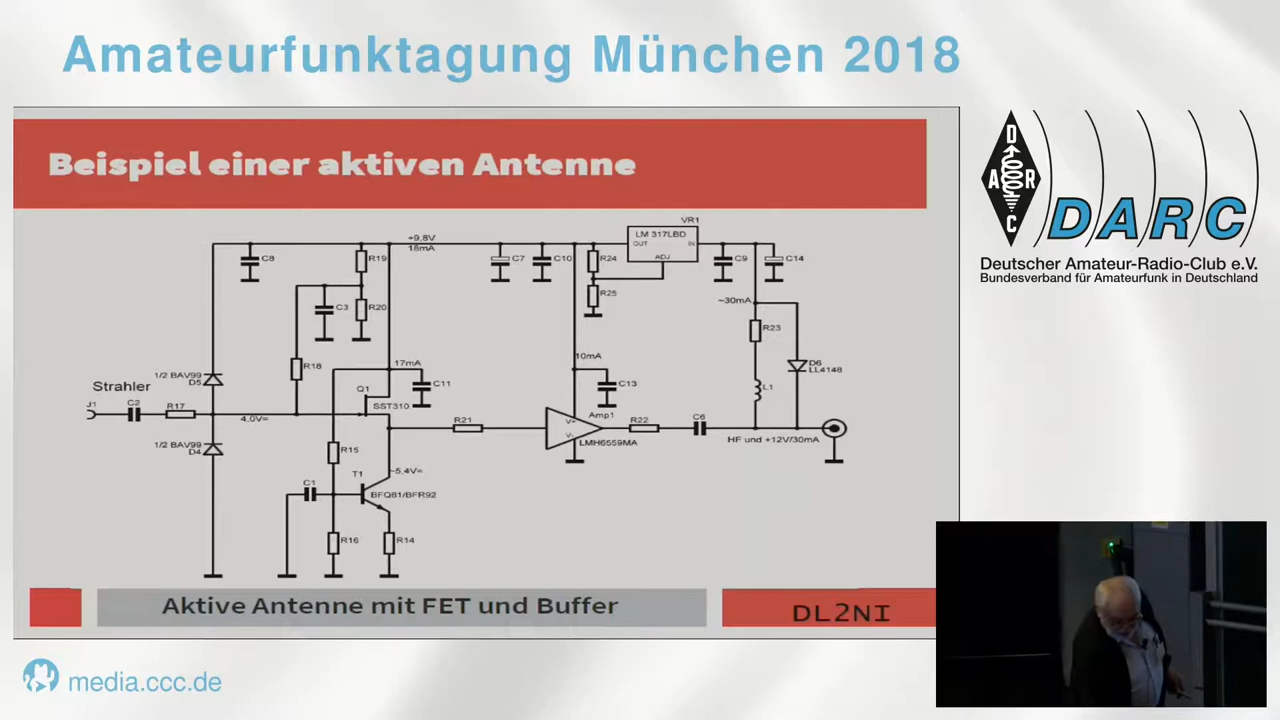 Amateurfunktagung München 2018
Beispiel einer aktiven Antenne
VR1
LM 317LBD
OUT
IN
ADJ
+9,8V
18mA
C8
R19
C7
C10
R24
C9
C14
C3
R20
R25
~30mA
R23
R18
17mA
10mA
D6
LL4148
1/2 BAV99
D5
C11
C13
L1
Strahler
Q1
SST310
J1
C2
R17
4,0V=
R21
Amp1
V+
V-
LMH6559MA
R22
C6
HF und +12V/30mA
1/2 BAV99
D4
R15
~5,4V=
T1
C1
BFQ81/BFR92
R16
R14
Aktive Antenne mit FET und Buffer
DL2NI
D
A R
C
DARC
Deutscher Amateur-Radio-Club e.V.
Bundesverband für Amateurfunk in Deutschland
media.ccc.de